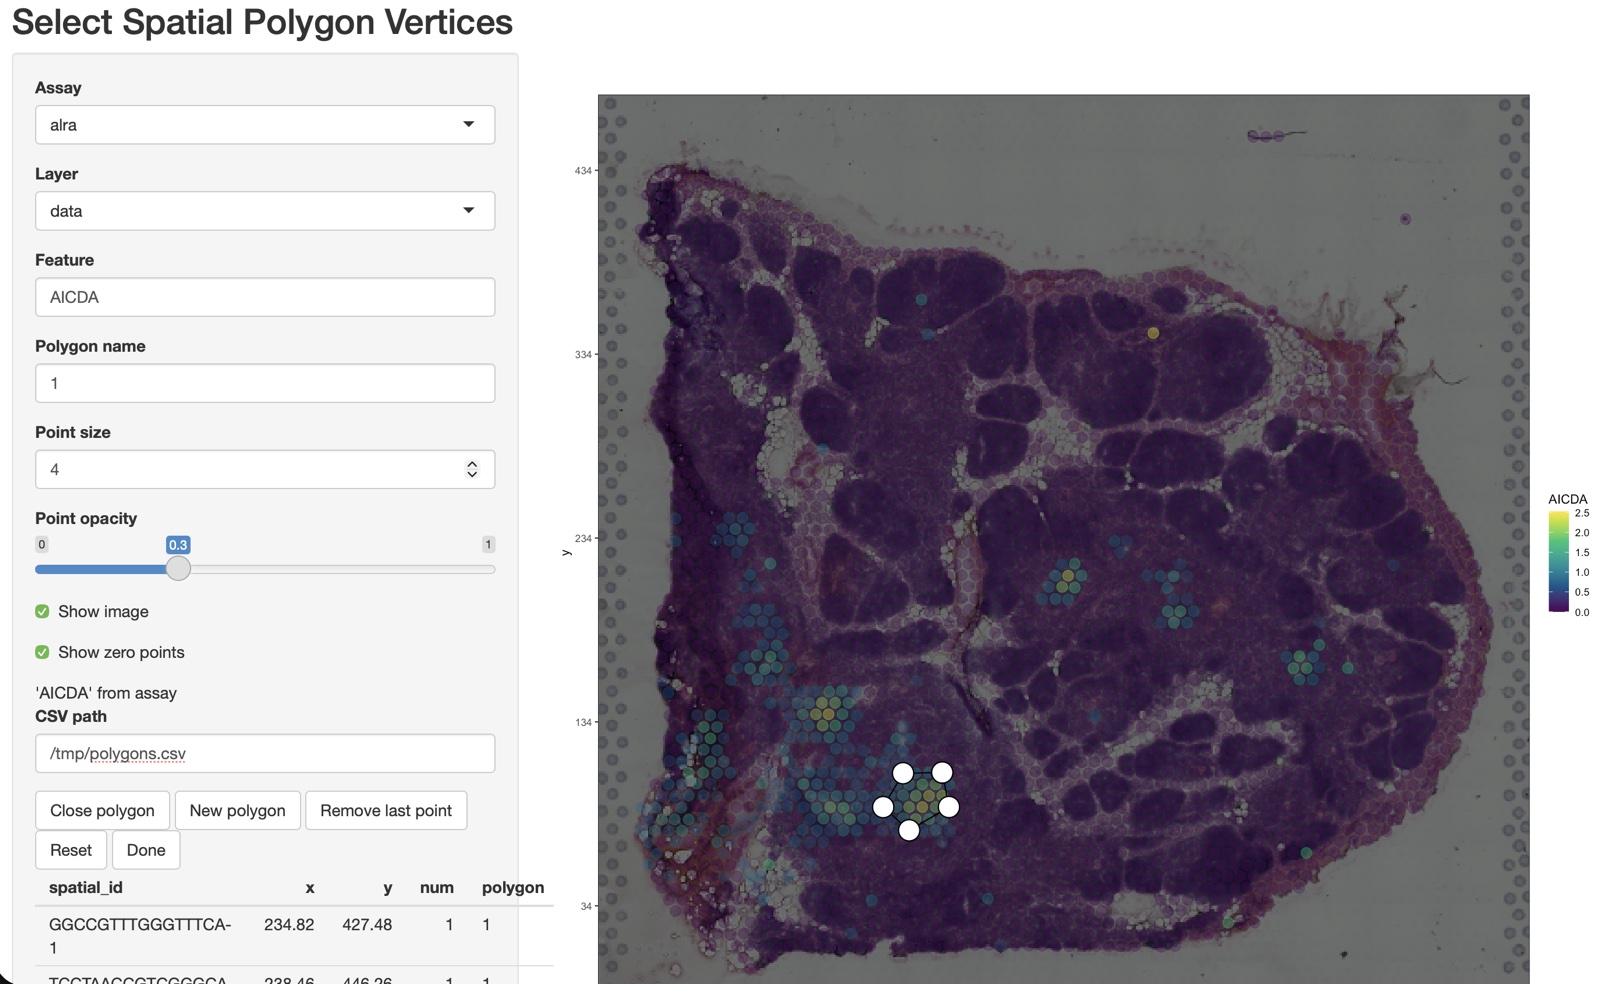 Select Spatial Polygon Vertices
Assay
alra
Layer
data
Feature
AICDA
Polygon name
1
Point size
4
Point opacity
0
0.3
1
Show image
Show zero points
'AICDA' from assay
CSV path
/tmp/polygons.csv
Close polygon
New polygon
Remove last point
Reset
Done
spatial_id x y num polygon
GGCCGTTTGGGTTTCA-
1
234.82 427.48 1 1
434
334
234
134
34
y
AICDA
2.5
2.0
1.5
1.0
0.5
0.0